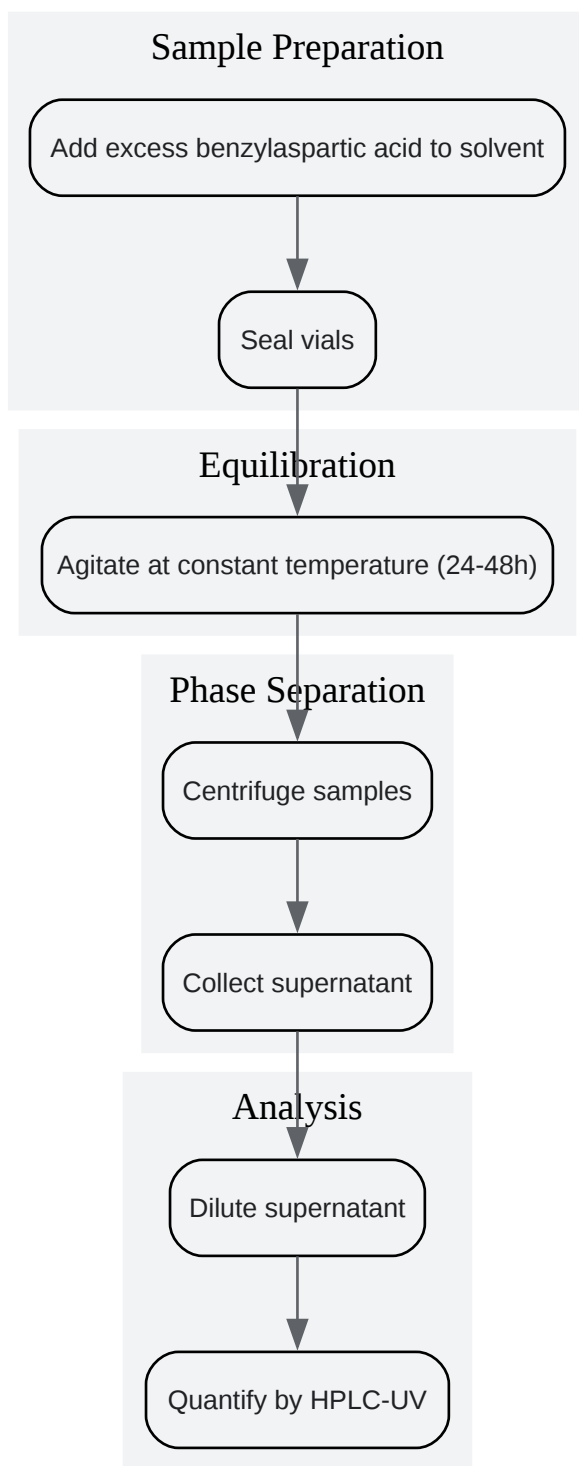 Sample Preparation
Add excess benzylaspartic acid to solvent
Seal vials
Equilibration
Agitate at constant temperature (24-48h)
Phase Separation
Centrifuge samples
Collect supernatant
Analysis
Dilute supernatant
Quantify by HPLC-UV